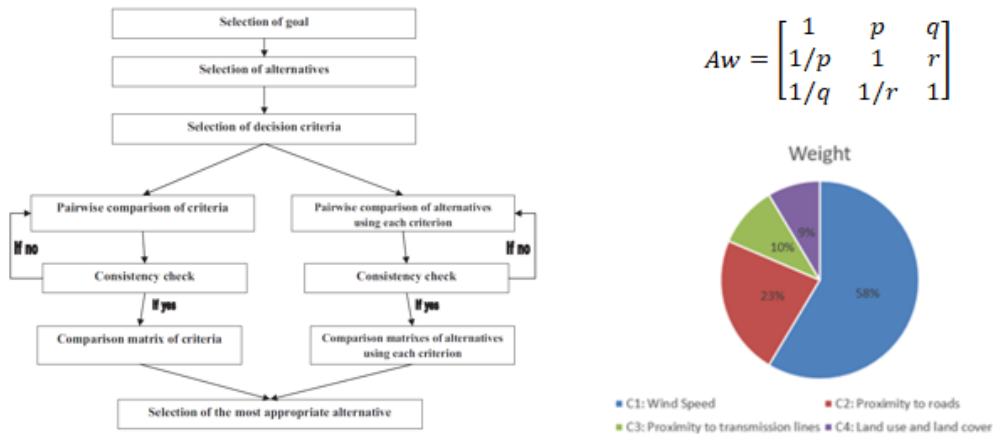 Selection of goal
Selection of alternatives
Selection of decision criteria
Pairwise comparison of criteria
Pairwise comparison of alternatives
using each criterion
If no
If no
Consistency check
Consistency check
If yes
If yes
Comparison matrix of criteria
Comparison matrixes of alternatives
using each criterion
Selection of the most appropriate alternative
Aw = [1 p q
1/p 1 r
1/q 1/r 1]
Weight
9%
10%
23%
58%
C1: Wind Speed
C2: Proximity to roads
C3: Proximity to transmission lines
C4: Land use and land cover